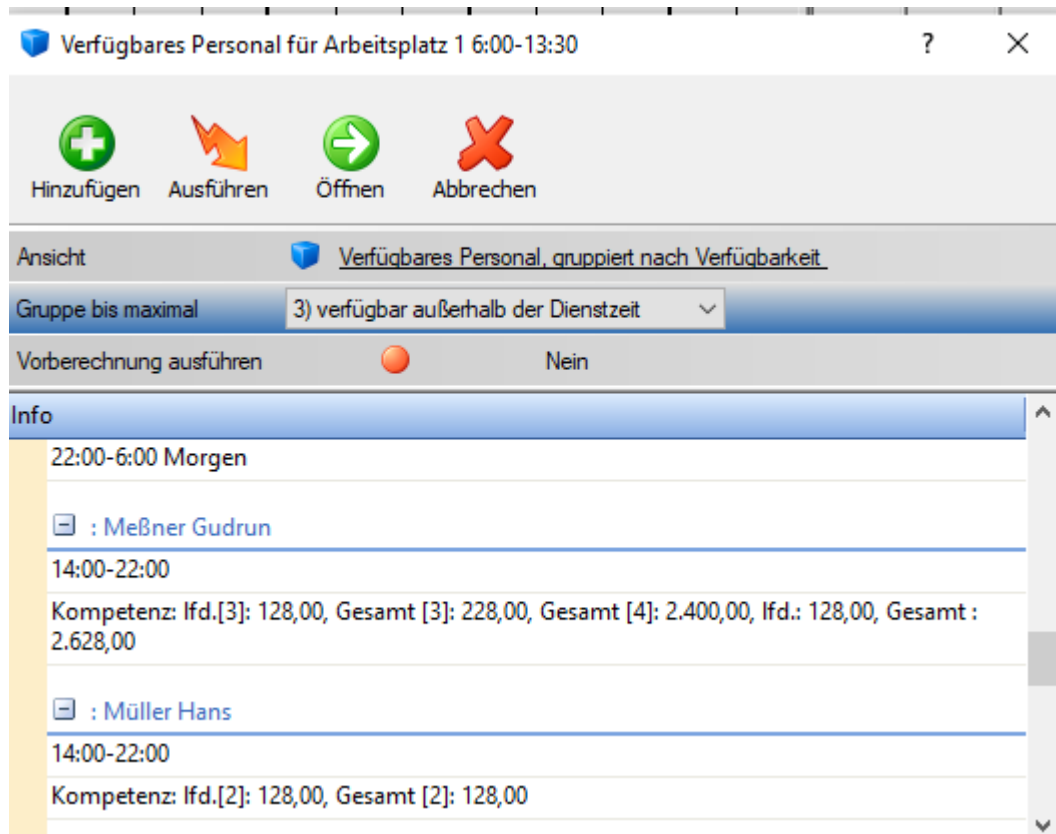 Verfügbares Personal für Arbeitsplatz 1 6:00-13:30
Hinzufügen Ausführen Öffnen Abbrechen
Ansicht Verfügbares Personal, gruppiert nach Verfügbarkeit
Gruppe bis maximal 3) verfügbar außerhalb der Dienstzeit
Vorberechnung ausführen Nein
Info
22:00-6:00 Morgen
: Meßner Gudrun
14:00-22:00
Kompetenz: lfd.[3]: 128,00, Gesamt [3]: 228,00, Gesamt [4]: 2.400,00, lfd.: 128,00, Gesamt :
2.628,00
: Müller Hans
14:00-22:00
Kompetenz: lfd.[2]: 128,00, Gesamt [2]: 128,00